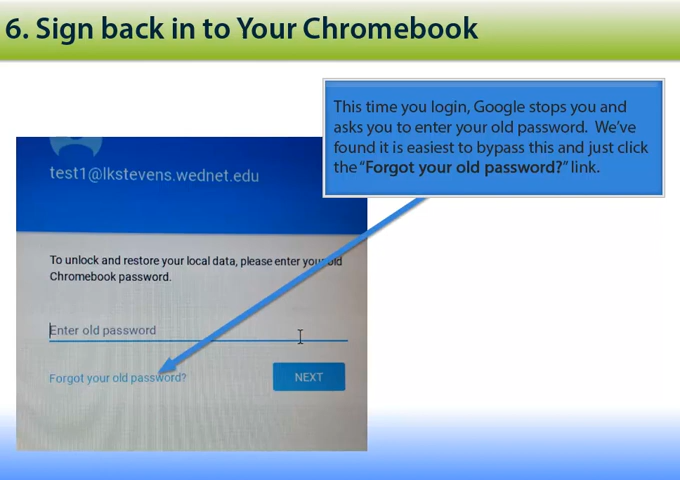 6. Sign back in to Your Chromebook
This time you login, Google stops you and
asks you to enter your old password. We've
found it is easiest to bypass this and just click
the "Forgot your old password?" link.
test1@lkstevens.wednet.edu
To unlock and restore your local data, please enter your old
Chromebook password.
Enter old password
Forgot your old password?
NEXT